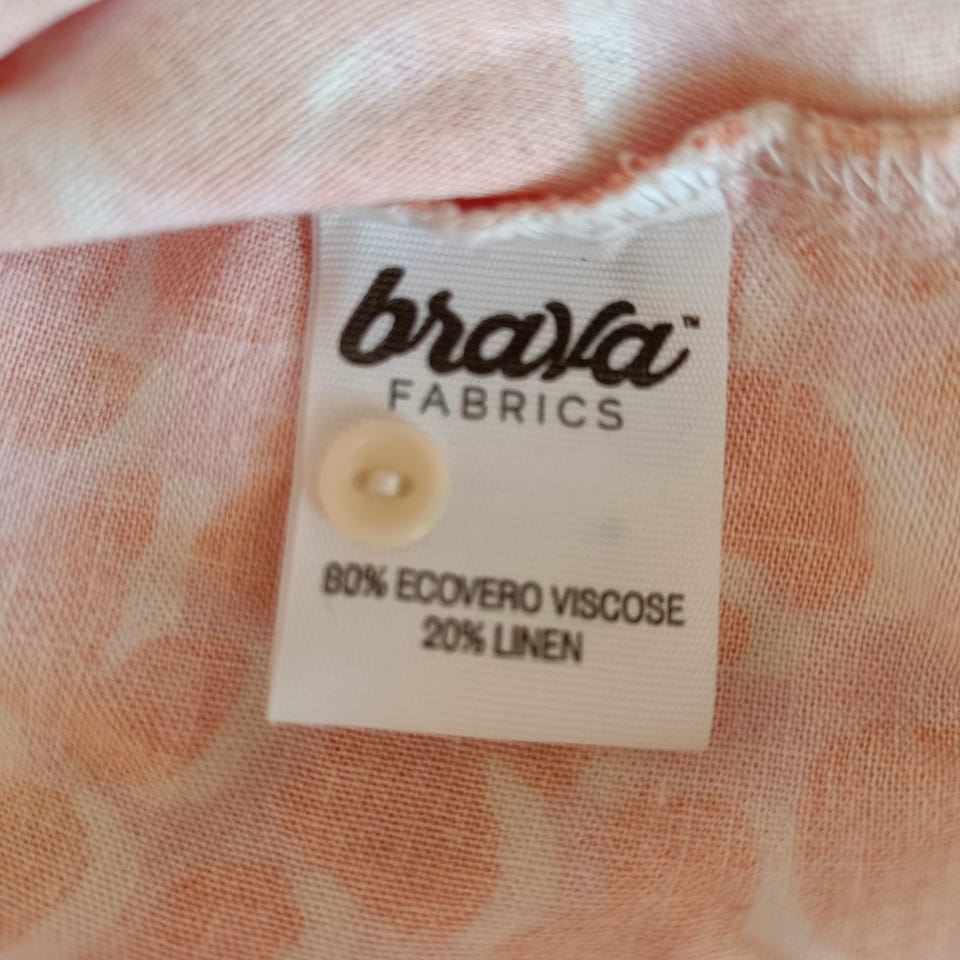 brava™
FABRICS
80% ECOVERO VISCOSE
20% LINEN